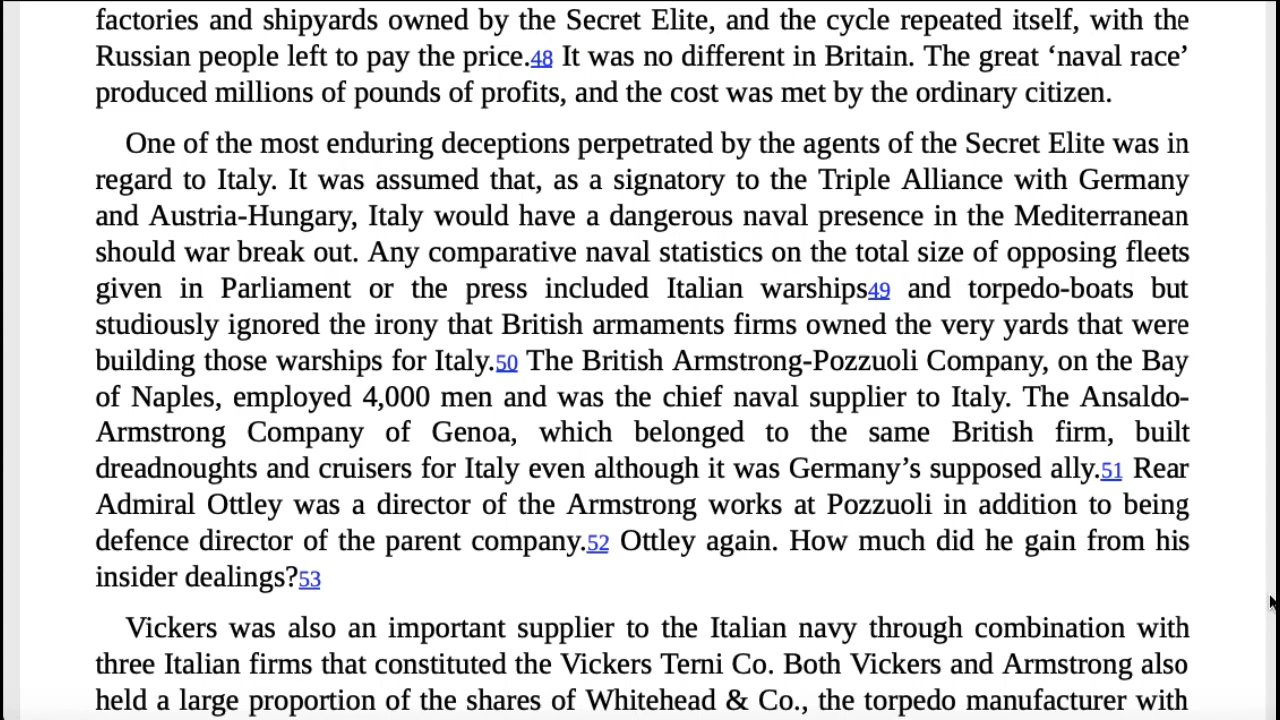 factories and shipyards owned by the Secret Elite, and the cycle repeated itself, with the
Russian people left to pay the price.48 It was no different in Britain. The great ‘naval race’
produced millions of pounds of profits, and the cost was met by the ordinary citizen.
One of the most enduring deceptions perpetrated by the agents of the Secret Elite was in
regard to Italy. It was assumed that, as a signatory to the Triple Alliance with Germany
and Austria-Hungary, Italy would have a dangerous naval presence in the Mediterranean
should war break out. Any comparative naval statistics on the total size of opposing fleets
given in Parliament or the press included Italian warships49 and torpedo-boats but
studiously ignored the irony that British armaments firms owned the very yards that were
building those warships for Italy.50 The British Armstrong-Pozzuoli Company, on the Bay
of Naples, employed 4,000 men and was the chief naval supplier to Italy. The Ansaldo-
Armstrong Company of Genoa, which belonged to the same British firm, built
dreadnoughts and cruisers for Italy even although it was Germany’s supposed ally.51 Rear
Admiral Ottley was a director of the Armstrong works at Pozzuoli in addition to being
defence director of the parent company.52 Ottley again. How much did he gain from his
insider dealings?53
Vickers was also an important supplier to the Italian navy through combination with
three Italian firms that constituted the Vickers Terni Co. Both Vickers and Armstrong also
held a large proportion of the shares of Whitehead & Co., the torpedo manufacturer with